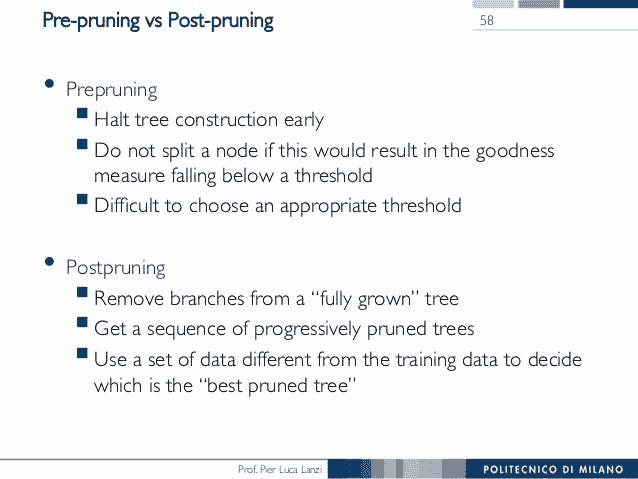 Pre-pruning vs Post-pruning
58
• Prepruning
▪ Halt tree construction early
▪ Do not split a node if this would result in the goodness
measure falling below a threshold
▪ Difficult to choose an appropriate threshold
• Postpruning
▪ Remove branches from a “fully grown” tree
▪ Get a sequence of progressively pruned trees
▪ Use a set of data different from the training data to decide
which is the “best pruned tree”
Prof. Pier Luca Lanzi
POLITECNICO DI MILANO